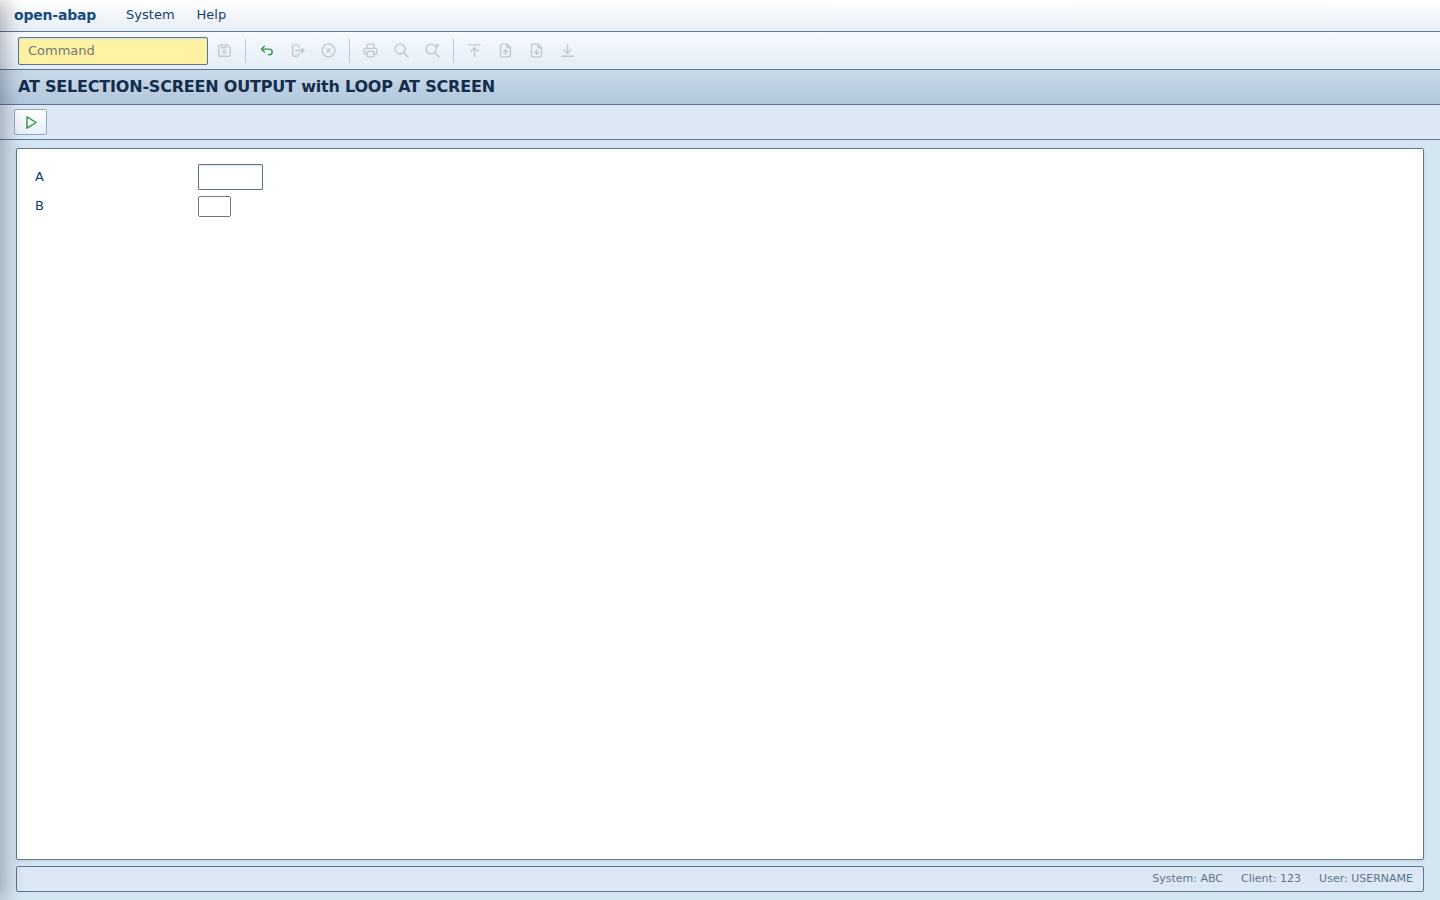 open-abap System Help
Command
AT SELECTION-SCREEN OUTPUT with LOOP AT SCREEN
A
B
System: ABC Client: 123 User: USERNAME